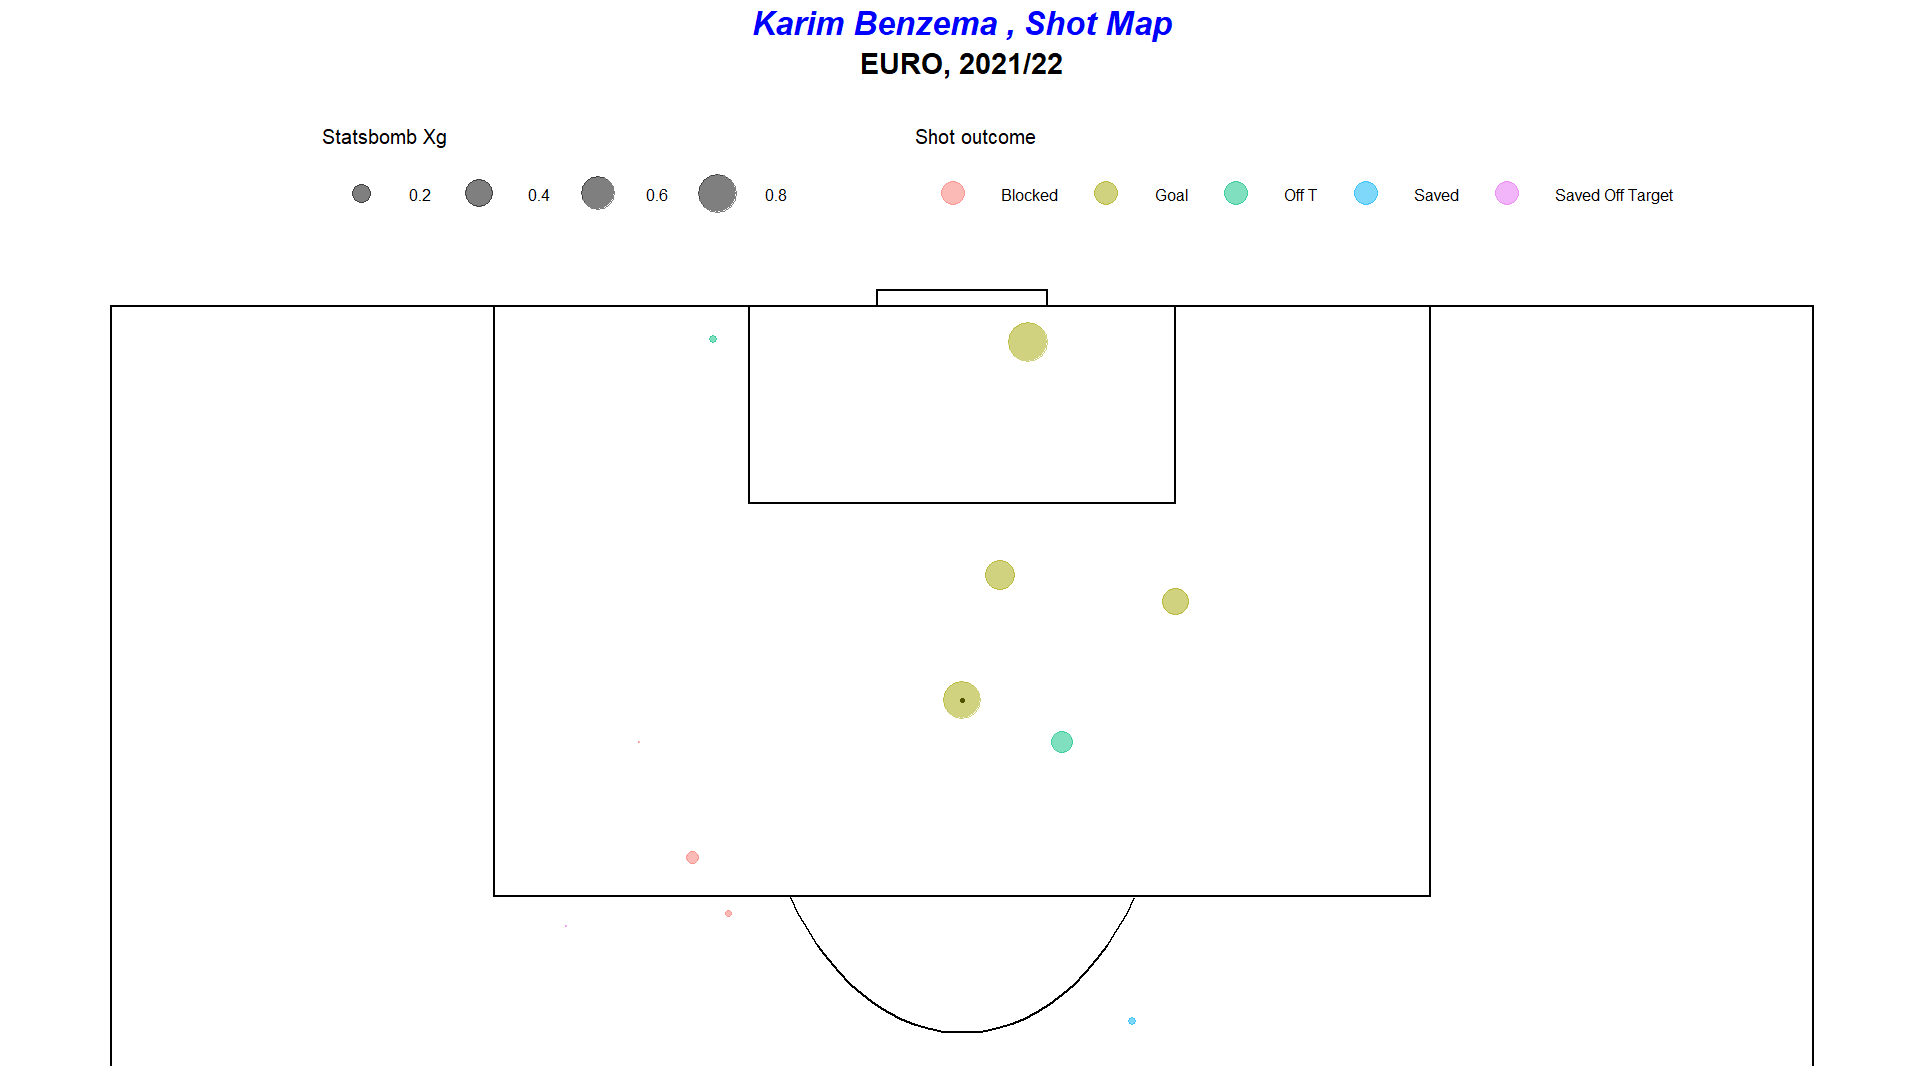 Karim Benzema , Shot Map
EURO, 2021/22
Statsbomb Xg
0.2 0.4 0.6 0.8
Shot outcome
Blocked Goal Off T Saved Saved Off Target